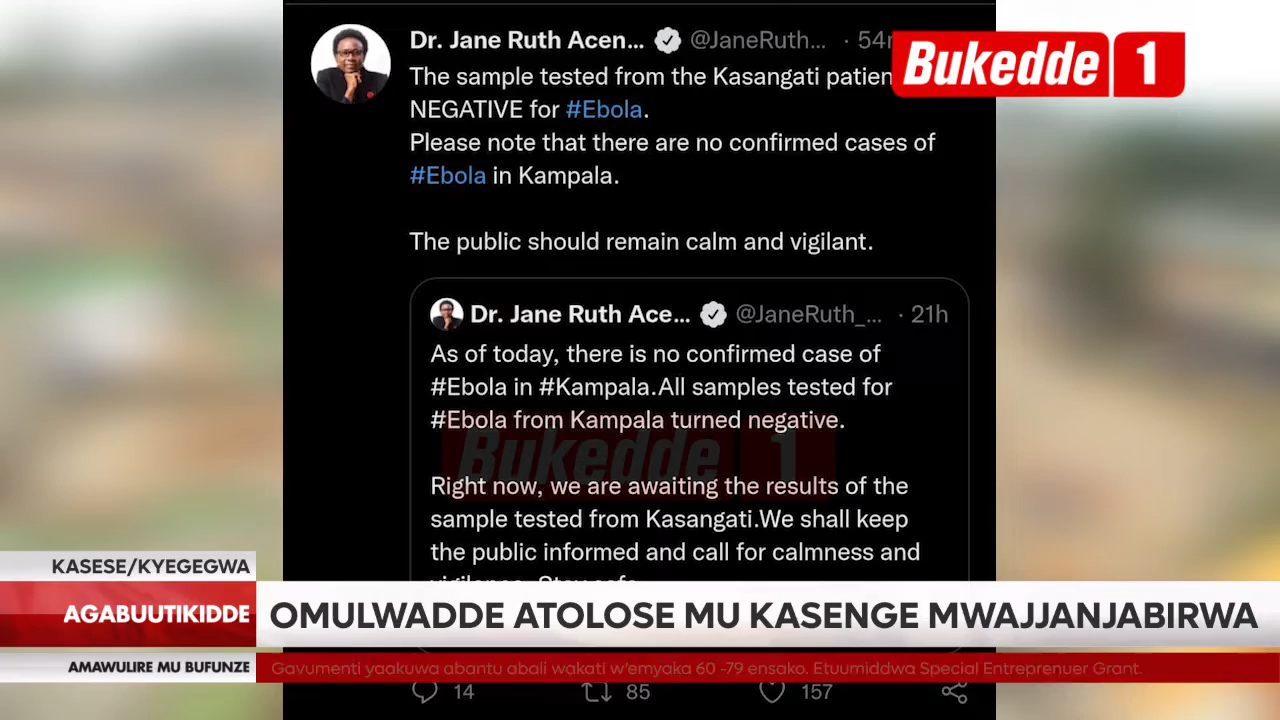 Dr. Jane Ruth Acen... @JaneRuth... · 54m
The sample tested from the Kasangati patien
NEGATIVE for #Ebola.
Please note that there are no confirmed cases of
#Ebola in Kampala.
The public should remain calm and vigilant.
Dr. Jane Ruth Ace... @JaneRuth_... · 21h
As of today, there is no confirmed case of
#Ebola in #Kampala.All samples tested for
#Ebola from Kampala turned negative.
Right now, we are awaiting the results of the
sample tested from Kasangati.We shall keep
the public informed and call for calmness and
14 85 157
Bukedde 1
Bukedde 1
KASESE/KYEGEGWA
AGABUUTIKIDDE
OMULWADDE ATOLOSE MU KASENGE MWAJJANJABIRWA
AMAWULIRE MU BUFUNZE
Gavumenti yaakuwa abantu abali wakati w'emyaka 60 -79 ensako. Etuumiddwa Special Entreprenuer Grant.